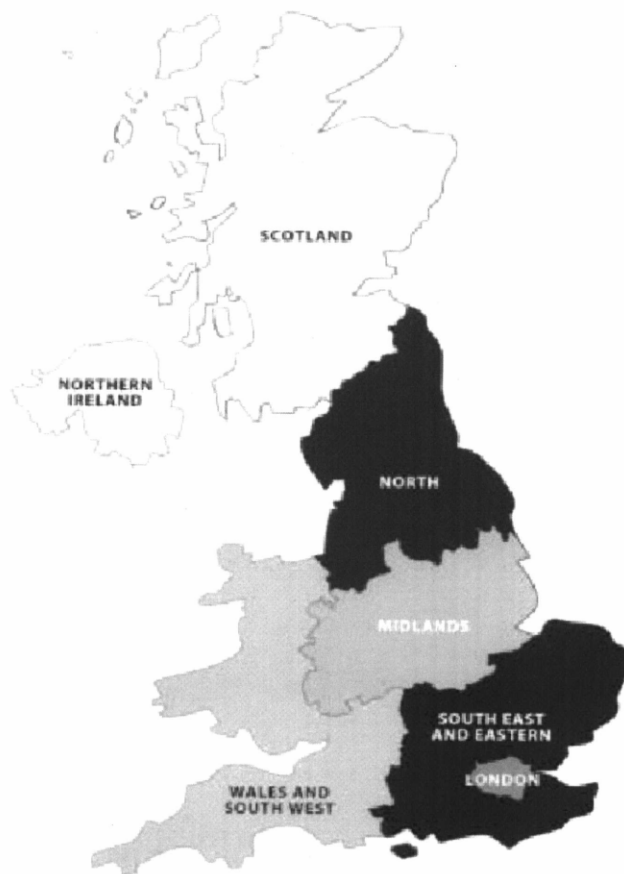 SCOTLAND
NORTHERN
IRELAND
NORTH
MIDLANDS
SOUTH EAST
AND EASTERN
LONDON
WALES AND
SOUTH WEST